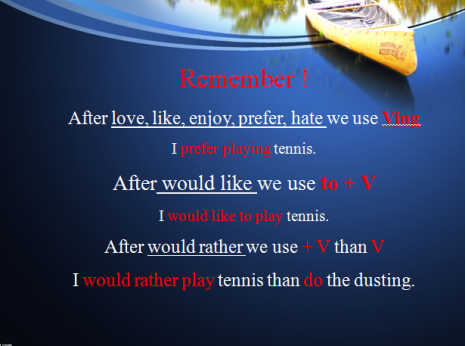 Remember !
After love, like, enjoy, prefer, hate we use Ving
I prefer playing tennis.
After would like we use to + V
I would like to play tennis.
After would rather we use + V than V
I would rather play tennis than do the dusting.